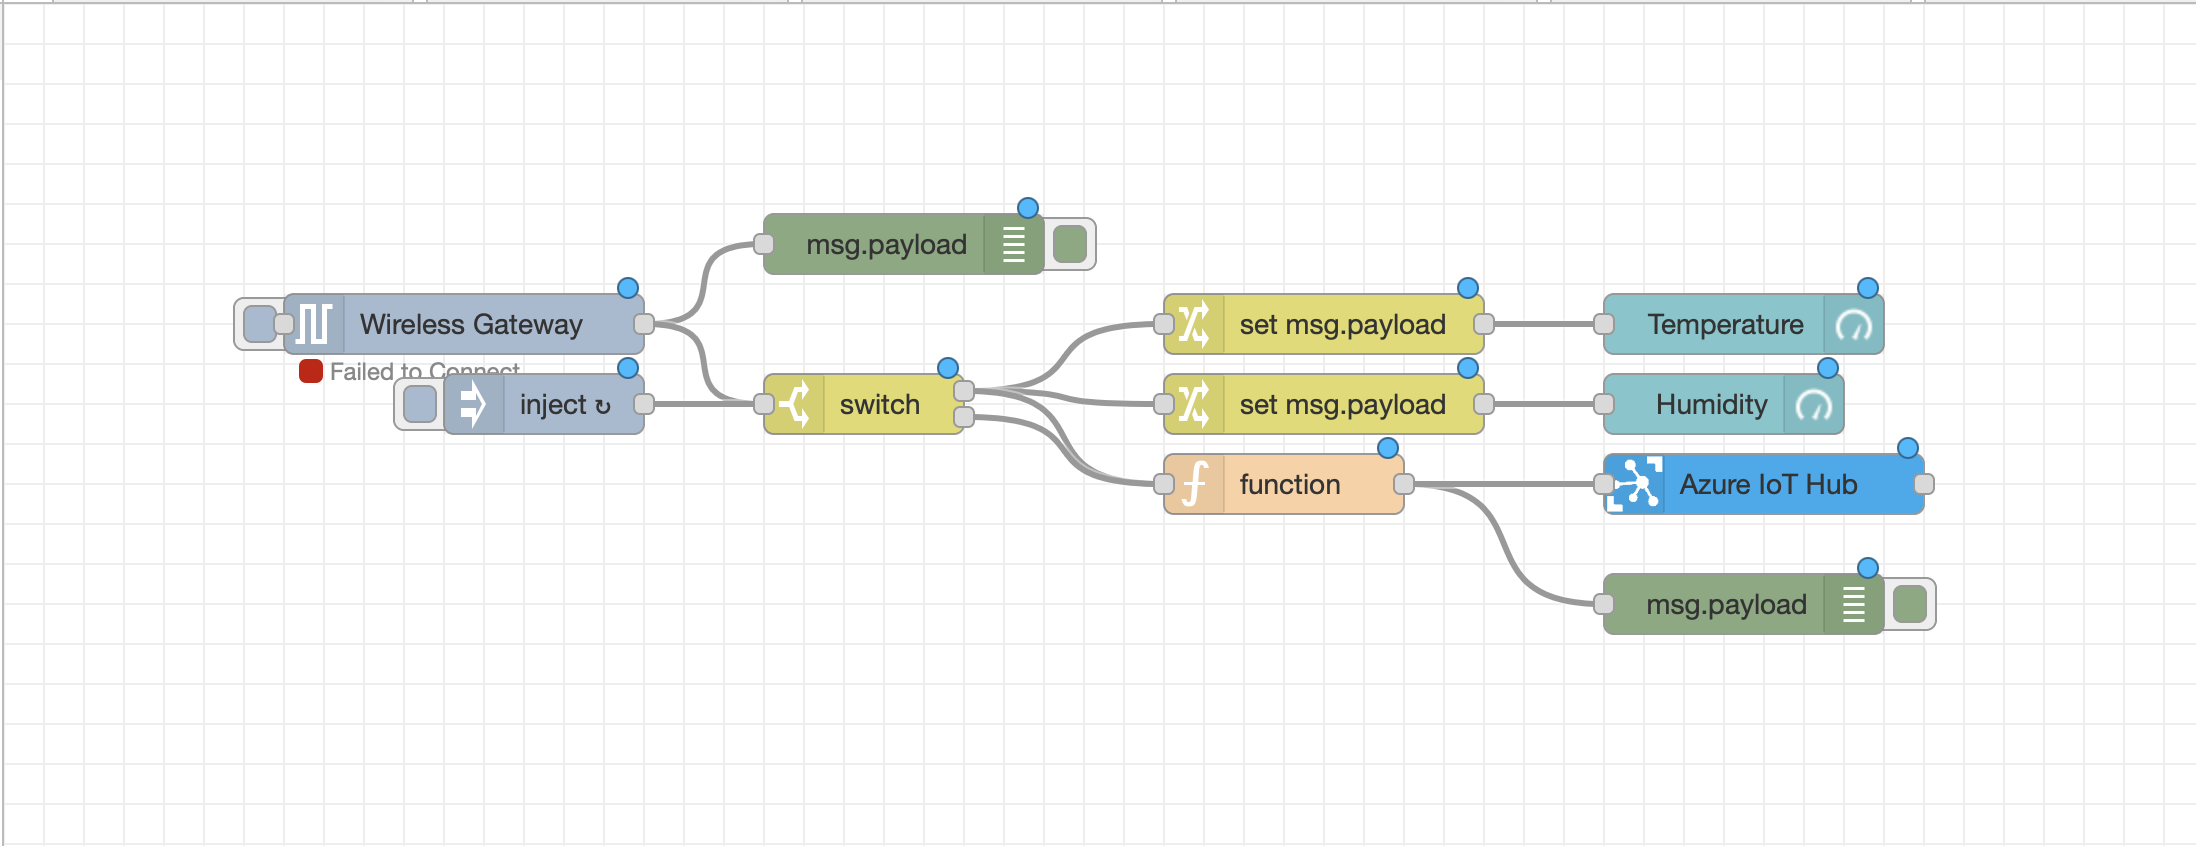 msg.payload
Wireless Gateway
set msg.payload
Temperature
Failed to Connect
inject ↻
switch
set msg.payload
Humidity
function
Azure IoT Hub
msg.payload